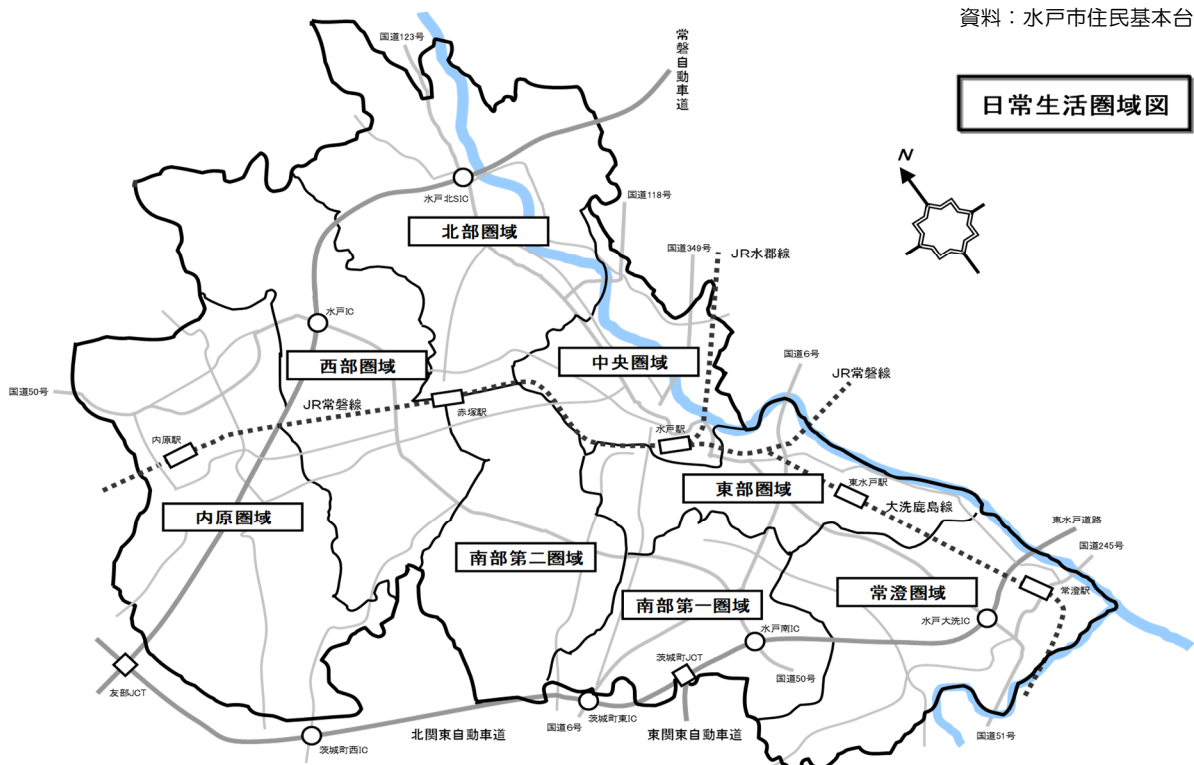 資料：水戸市住民基本台
日常生活圏域図
国道123号
常磐自動車道
N
水戸北SIC
国道118号
北部圏域
国道349号
JR水郡線
水戸IC
西部圏域
中央圏域
国道6号
JR常磐線
国道50号
JR常磐線
赤塚駅
内原駅
水戸駅
東部圏域
東水戸駅
大洗鹿島線
内原圏域
東水戸道路
国道245号
南部第二圏域
常澄圏域
常澄駅
南部第一圏域
水戸大洗IC
水戸南IC
茨城町JCT
国道50号
友部JCT
国道6号
茨城町東IC
北関東自動車道
東関東自動車道
国道51号
茨城町西IC